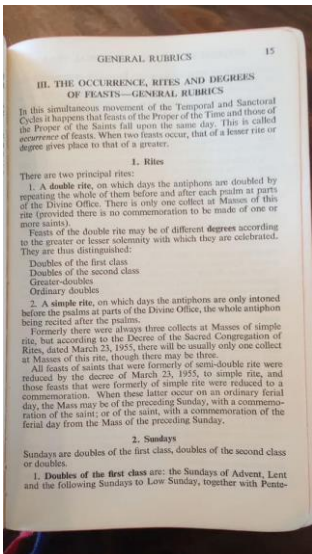 GENERAL RUBRICS 15
III. THE OCCURRENCE, RITES AND DEGREES
OF FEASTS—GENERAL RUBRICS
In this simultaneous movement of the Temporal and Sanctoral
Cycles it happens that feasts of the Proper of the Time and those of
the Proper of the Saints fall upon the same day. This is called
occurrence of feasts. When two feasts occur, that of a lesser rite or
degree gives place to that of a greater.
1. Rites
There are two principal rites:
1. A double rite, on which days the antiphons are doubled by
repeating the whole of them before and after each psalm at parts
of the Divine Office. There is only one collect at Masses of this
rite (provided there is no commemoration to be made of one or
more saints).
Feasts of the double rite may be of different degrees according
to the greater or lesser solemnity with which they are celebrated.
They are thus distinguished:
Doubles of the first class
Doubles of the second class
Greater-doubles
Ordinary doubles
2. A simple rite, on which days the antiphons are only intoned
before the psalms at parts of the Divine Office, the whole antiphon
being recited after the psalms.
Formerly there were always three collects at Masses of simple
rite, but according to the Decree of the Sacred Congregation of
Rites, dated March 23, 1955, there will be usually only one collect
at Masses of this rite, though there may be three.
All feasts of saints that were formerly of semi-double rite were
reduced by the decree of March 23, 1955, to simple rite, and
those feasts that were formerly of simple rite were reduced to a
commemoration. When these latter occur on an ordinary ferial
day, the Mass may be of the preceding Sunday, with a commemo-
ration of the saint; or of the saint, with a commemoration of the
ferial day from the Mass of the preceding Sunday.
2. Sundays
Sundays are doubles of the first class, doubles of the second class
or doubles.
1. Doubles of the first class are: the Sundays of Advent, Lent
and the following Sundays to Low Sunday, together with Pente-